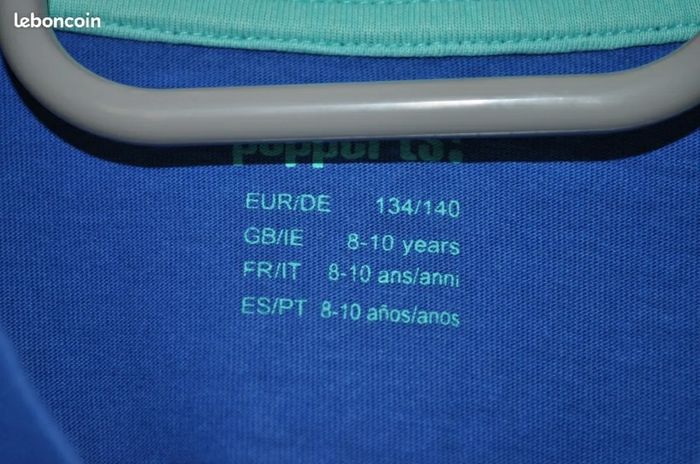 leboncoin
pepperts!
EUR/DE 134/140
GB/IE 8-10 years
FR/IT 8-10 ans/anni
ES/PT 8-10 años/anos